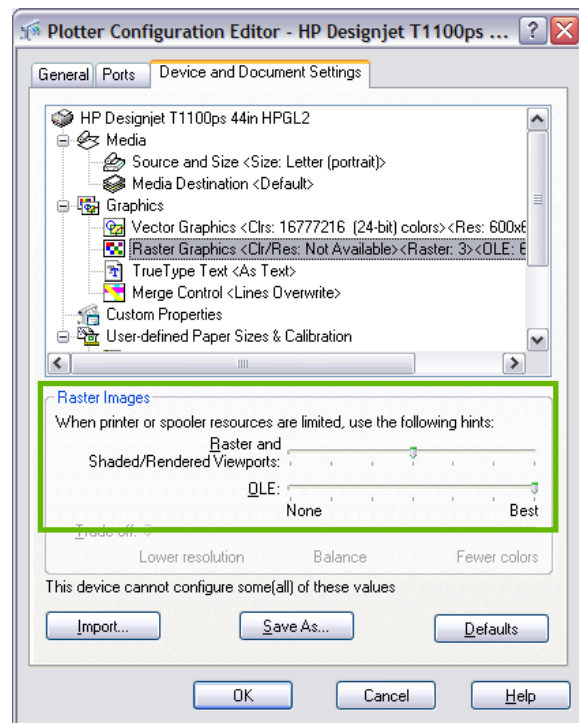 Plotter Configuration Editor - HP Designjet T1100ps ...
General Ports Device and Document Settings
HP Designjet T1100ps 44in HPGL2
Media
Source and Size <Size: Letter (portrait)>
Media Destination <Default>
Graphics
Vector Graphics <Clrs: 16777216 (24-bit) colors><Res: 600x6
Raster Graphics <Clr/Res: Not Available><Raster: 3><OLE: 6
TrueType Text <As Text>
Merge Control <Lines Overwrite>
Custom Properties
User-defined Paper Sizes & Calibration
Raster Images
When printer or spooler resources are limited, use the following hints:
Raster and
Shaded/Rendered Viewports:
OLE:
None Best
Trade off:
Lower resolution Balance Fewer colors
This device cannot configure some(all) of these values
Import... Save As... Defaults
OK Cancel Help